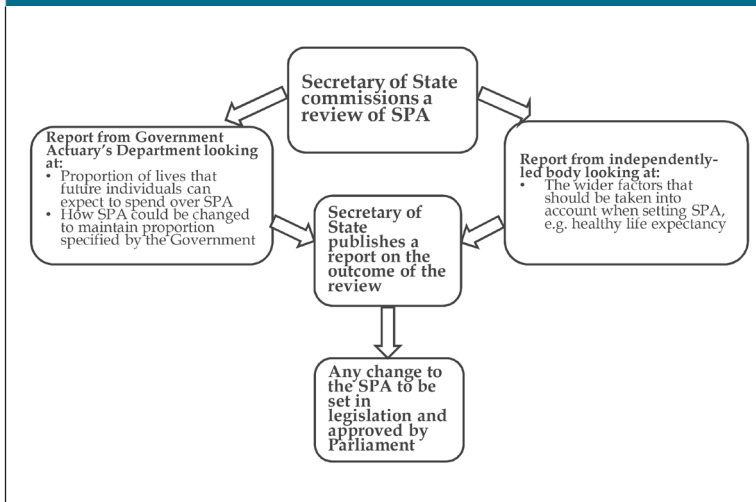 Secretary of State
commissions a
review of SPA
Report from Government
Actuary's Department looking
at:
• Proportion of lives that
future individuals can
expect to spend over SPA
• How SPA could be changed
to maintain proportion
specified by the Government
Report from independently-
led body looking at:
• The wider factors that
should be taken into
account when setting SPA,
e.g. healthy life expectancy
Secretary of
State
publishes a
report on the
outcome of the
review
Any change to
the SPA to be
set in
legislation and
approved by
Parliament